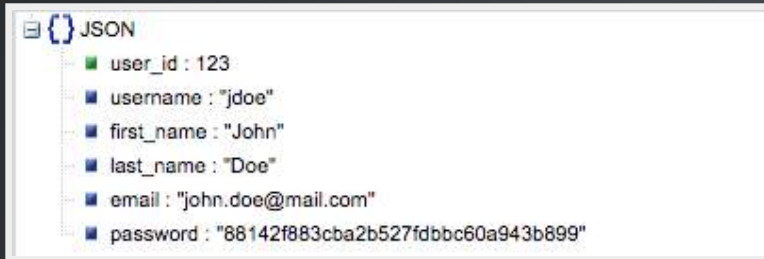 {} JSON
user_id : 123
username : "jdoe"
first_name : "John"
last_name : "Doe"
email : "john.doe@mail.com"
password : "88142f883cba2b527fdbbc60a943b899"